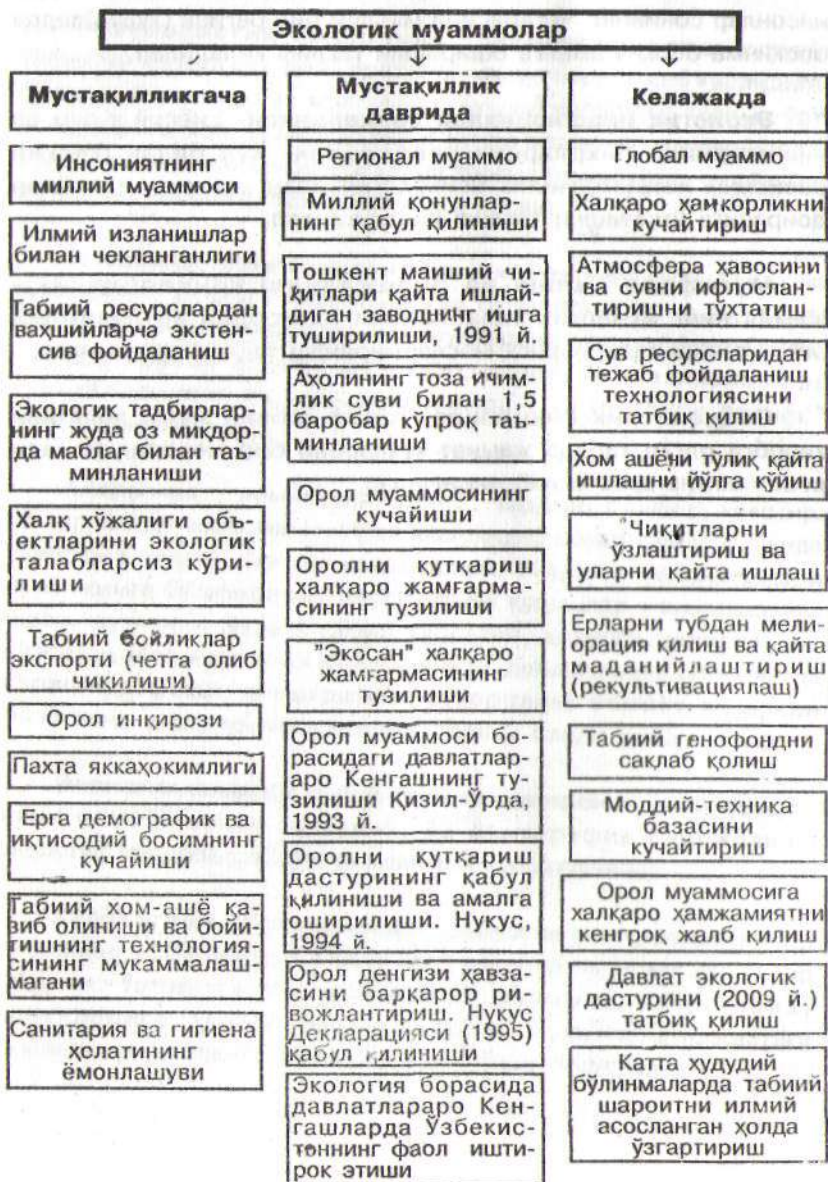 Экологик муаммолар
Мустақилликгача
Инсониятнинг
миллий муаммоси
Илмий изланишлар
билан чекланганлиги
Табиий ресурслардан
ваҳшийларча экстен-
сив фойдаланиш
Экологик тадбирлар-
нинг жуда оз миқдор-
да маблағ билан таъ-
минланиши
Халқ хўжалиги объ-
ектларини экологик
талабларсиз кўри-
лиши
Табиий бойликлар
экспорти (четга олиб
чиқилиши)
Орол инқирози
Пахта яккаҳокимлиги
Ерга демографик ва
иқтисодий босимнинг
кучайиши
Табиий хом-ашё қа-
зиб олиниши ва бойи-
тишнинг технология-
сининг мукаммалаш-
магани
Санитария ва гигиена
ҳолатининг
ёмонлашуви
Мустақиллик
даврида
Регионал муаммо
Миллий қонунлар-
нинг қабул қилиниши
Тошкент маиший чи-
қитлари қайта ишлай-
диган заводнинг ишга
туширилиши, 1991 й.
Аҳолининг тоза ичим-
лик суви билан 1,5
баробар кўпроқ таъ-
минланиши
Орол муаммосининг
кучайиши
Оролни қутқариш
халқаро жамғарма-
сининг тузилиши
"Экосан" халқаро
жамғармасининг
тузилиши
Орол муаммоси бо-
расидаги давлатлар-
аро Кенгашнинг ту-
зилиши Қизил-Ўрда,
1993 й.
Оролни қутқариш
дастурининг қабул
қилиниши ва амалга
оширилиши. Нукус,
1994 й.
Орол денгизи ҳавза-
сини барқарор ри-
вожлантириш. Нукус
Декларацияси (1995)
қабул қилиниши
Экология борасида
давлатлараро Кен-
гашларда Ўзбекис-
тоннинг фаол ишти-
рок этиши
Келажакда
Глобал муаммо
Халқаро ҳамкорликни
кучайтириш
Атмосфера ҳавосини
ва сувни ифлослан-
тиришни тўхтатиш
Сув ресурсларидан
тежаб фойдаланиш
технологиясини
татбиқ қилиш
Хом ашёни тўлиқ қайта
ишлашни йўлга қўйиш
Чиқитларни
ўзлаштириш ва
уларни қайта ишлаш
Ерларни тубдан мели-
орация қилиш ва қайта
маданийлаштириш
(рекультивациялаш)
Табиий генофондни
сақлаб қолиш
Моддий-техника
базасини
кучайтириш
Орол муаммосига
халқаро ҳамжамиятни
кенгроқ жалб қилиш
Давлат экологик
дастурини (2009 й.)
татбиқ қилиш
Катта ҳудудий
бўлинмаларда табиий
шароитни илмий
асосланган ҳолда
ўзгартириш